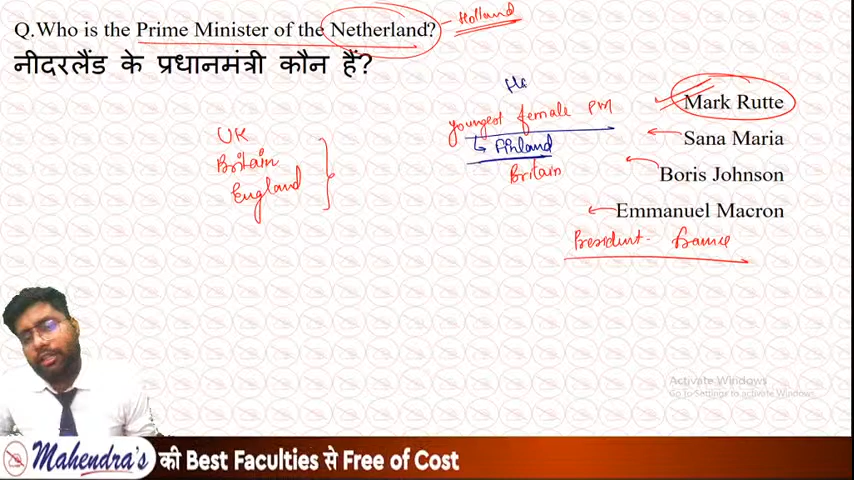 Q.Who is the Prime Minister of the Netherland?
Holland
नीदरलैंड के प्रधानमंत्री कौन हैं?
Ha
Mark Rutte
youngest female PM
Sana Maria
Finland
UK
Britain
England
Boris Johnson
Britain
Emmanuel Macron
President - France
Activate Windows
Go to Settings to activate Windows.
Mahendra's की Best Faculties से Free of Cost